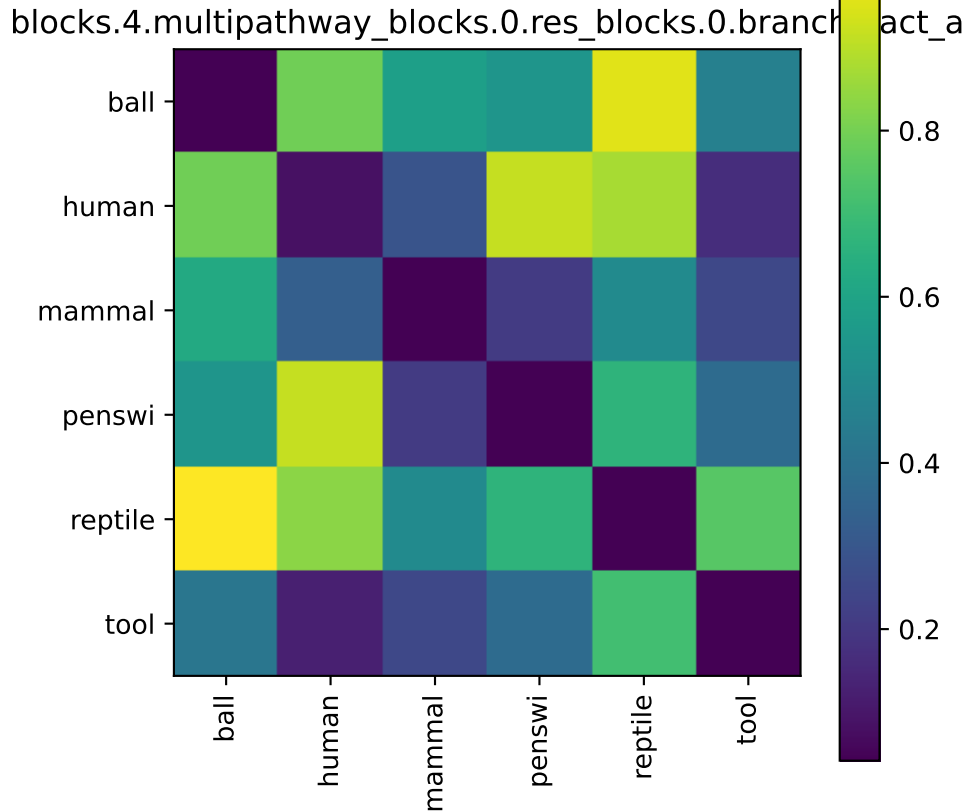 blocks.4.multipathway_blocks.0.res_blocks.0.branch act_a
ball
human
mammal
penswi
reptile
tool
ball
human
mammal
penswi
reptile
tool
0.8
0.6
0.4
0.2